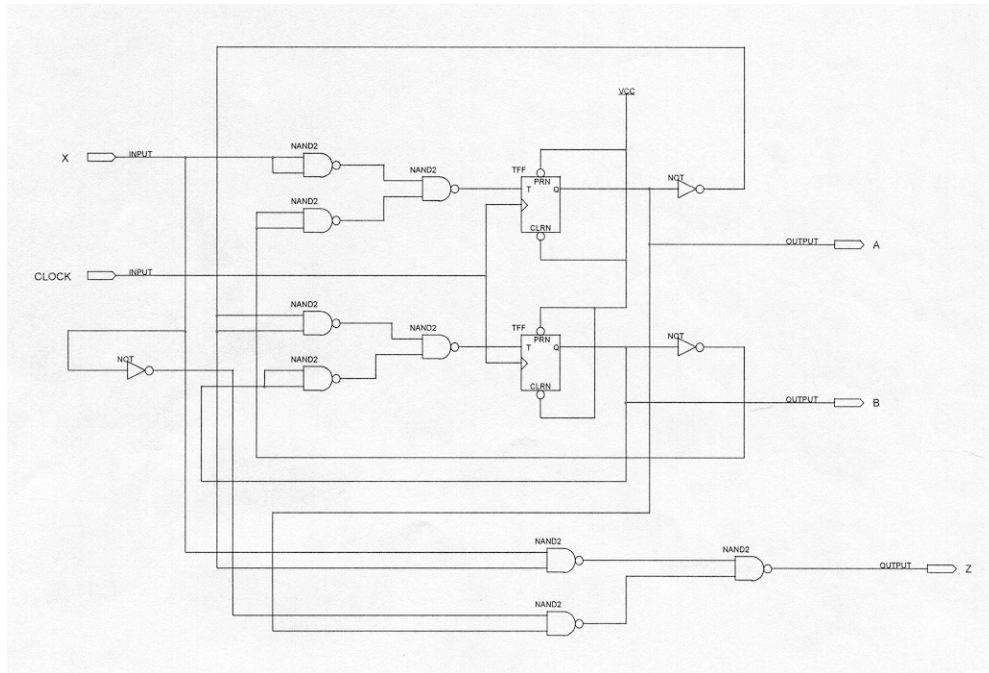 VCC
NAND2
X INPUT
NAND2
TFF
PRN
T Q
NOT
NAND2
CLRN
OUTPUT A
CLOCK INPUT
NAND2
NAND2
TFF
PRN
T Q
NOT
NOT
NAND2
CLRN
OUTPUT B
NAND2
NAND2
OUTPUT Z
NAND2